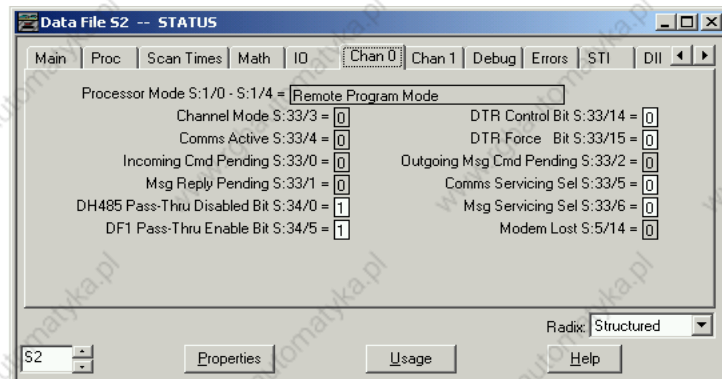 Data File S2 -- STATUS
Main Proc Scan Times Math IO Chan 0 Chan 1 Debug Errors STI DII
Processor Mode S:1/0 - S:1/4 = Remote Program Mode
Channel Mode S:33/3 = 0 DTR Control Bit S:33/14 = 0
Comms Active S:33/4 = 0 DTR Force Bit S:33/15 = 0
Incoming Cmd Pending S:33/0 = 0 Outgoing Msg Cmd Pending S:33/2 = 0
Msg Reply Pending S:33/1 = 0 Comms Servicing Sel S:33/5 = 0
DH485 Pass-Thru Disabled Bit S:34/0 = 1 Msg Servicing Sel S:33/6 = 0
DF1 Pass-Thru Enable Bit S:34/5 = 1 Modem Lost S:5/14 = 0
Radix: Structured
S2 Properties Usage Help